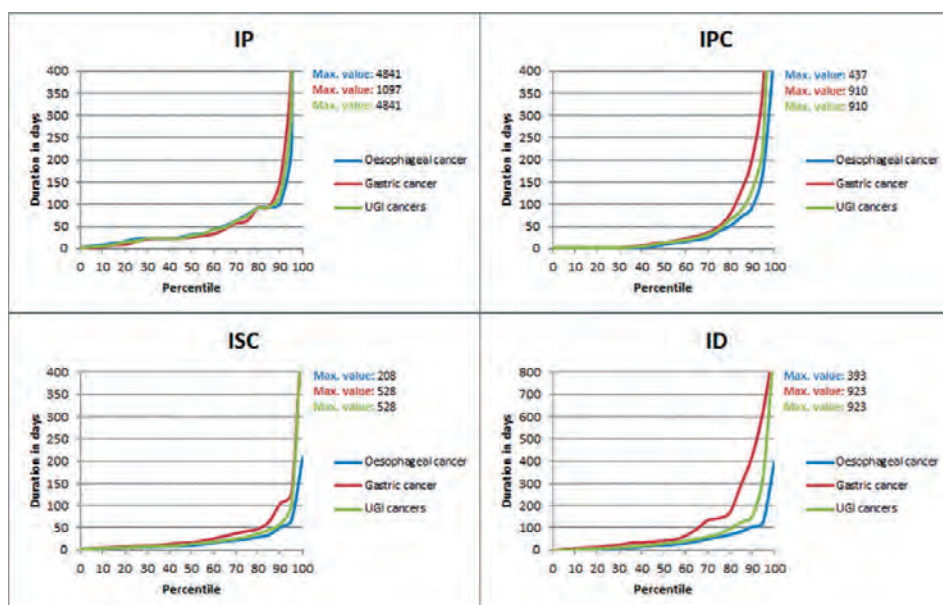 IP
Max. value: 4841
Max. value: 1097
Max. value: 4841
Duration in days
400
350
300
250
200
150
100
50
0
0 10 20 30 40 50 60 70 80 90 100
Percentile
Oesophageal cancer
Gastric cancer
UGI cancers
IPC
Max. value: 437
Max. value: 910
Max. value: 910
Duration in days
400
350
300
250
200
150
100
50
0
0 10 20 30 40 50 60 70 80 90 100
Percentile
Oesophageal cancer
Gastric cancer
UGI cancers
ISC
Max. value: 208
Max. value: 528
Max. value: 528
Duration in days
400
350
300
250
200
150
100
50
0
0 10 20 30 40 50 60 70 80 90 100
Percentile
Oesophageal cancer
Gastric cancer
UGI cancers
ID
Max. value: 393
Max. value: 923
Max. value: 923
Duration in days
800
700
600
500
400
300
200
100
0
0 10 20 30 40 50 60 70 80 90 100
Percentile
Oesophageal cancer
Gastric cancer
UGI cancers